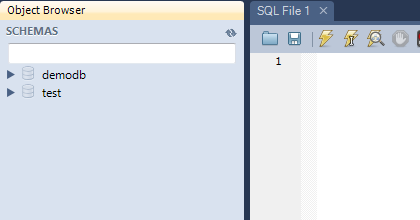 Object Browser
SQL File 1
SCHEMAS
1
demodb
test